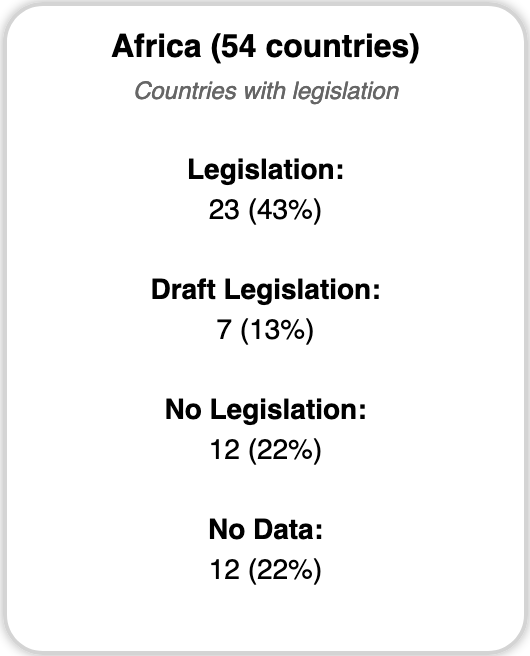 Africa (54 countries)
Countries with legislation
Legislation:
23 (43%)
Draft Legislation:
7 (13%)
No Legislation:
12 (22%)
No Data:
12 (22%)